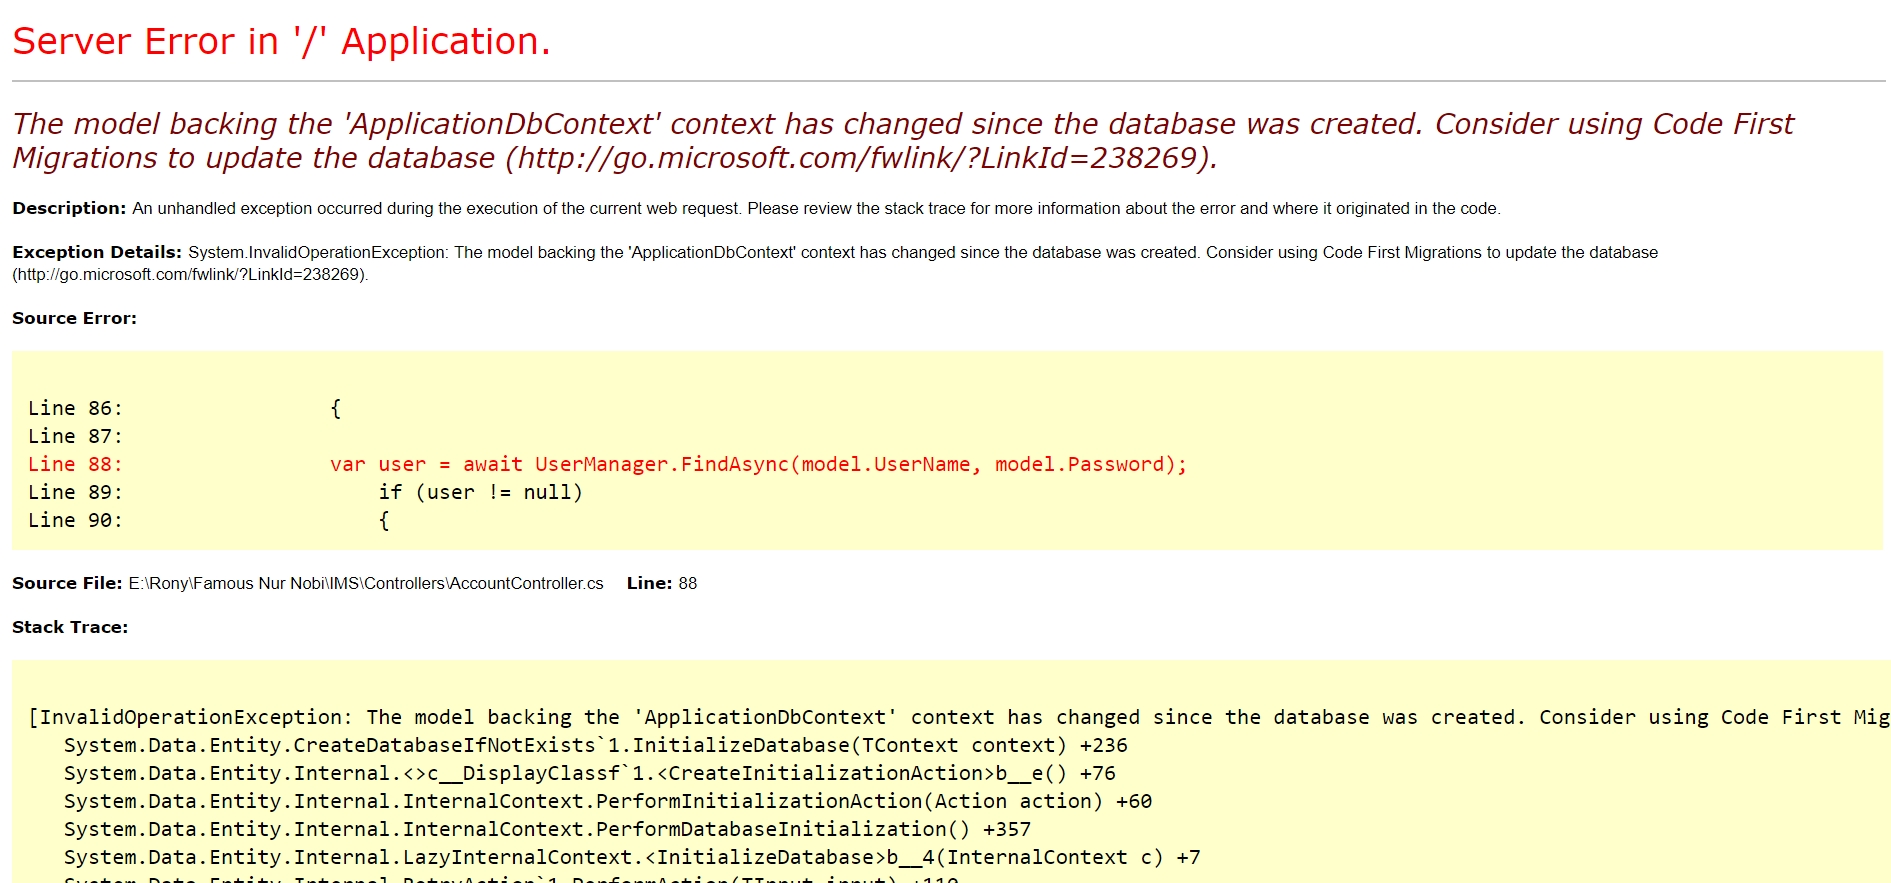 Server Error in '/' Application.
The model backing the 'ApplicationDbContext' context has changed since the database was created. Consider using Code First
Migrations to update the database (http://go.microsoft.com/fwlink/?LinkId=238269).
Description: An unhandled exception occurred during the execution of the current web request. Please review the stack trace for more information about the error and where it originated in the code.
Exception Details: System.InvalidOperationException: The model backing the 'ApplicationDbContext' context has changed since the database was created. Consider using Code First Migrations to update the database
(http://go.microsoft.com/fwlink/?LinkId=238269).
Source Error:
Line 86: {
Line 87:
Line 88: var user = await UserManager.FindAsync(model.UserName, model.Password);
Line 89: if (user != null)
Line 90: {
Source File: E:\Rony\Famous Nur Nobi\IMS\Controllers\AccountController.cs Line: 88
Stack Trace:
[InvalidOperationException: The model backing the 'ApplicationDbContext' context has changed since the database was created. Consider using Code First Mig
System.Data.Entity.CreateDatabaseIfNotExists`1.InitializeDatabase(TContext context) +236
System.Data.Entity.Internal.<>c__DisplayClassf`1.<CreateInitializationAction>b__e() +76
System.Data.Entity.Internal.InternalContext.PerformInitializationAction(Action action) +60
System.Data.Entity.Internal.InternalContext.PerformDatabaseInitialization() +357
System.Data.Entity.Internal.LazyInternalContext.<InitializeDatabase>b__4(InternalContext c) +7
System.Data.Entity.Internal.RetryAction`1.PerformAction(TInput input) +110